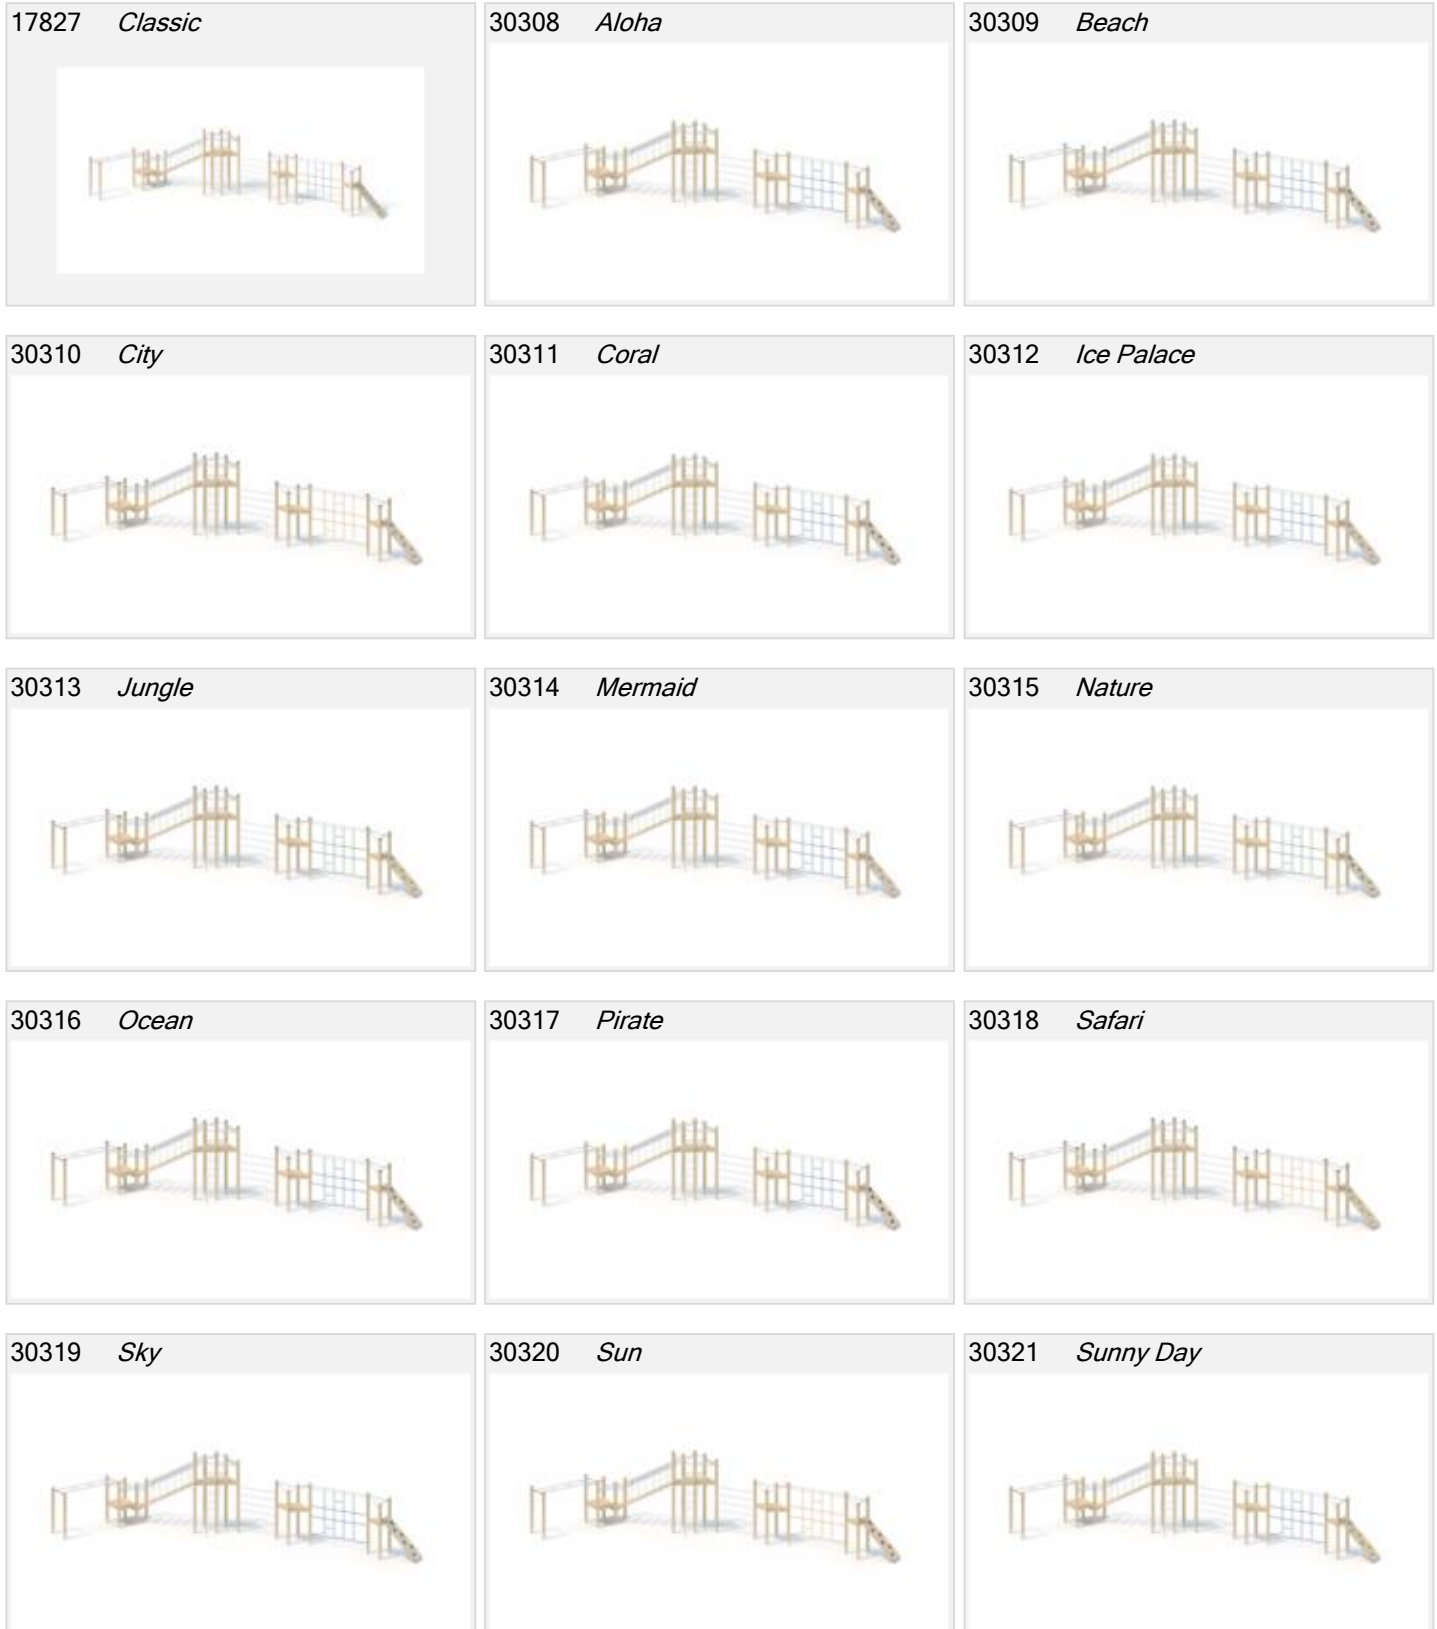 17827 Classic 30308 Aloha 30309 Beach
30310 City 30311 Coral 30312 Ice Palace
30313 Jungle 30314 Mermaid 30315 Nature
30316 Ocean 30317 Pirate 30318 Safari
30319 Sky 30320 Sun 30321 Sunny Day